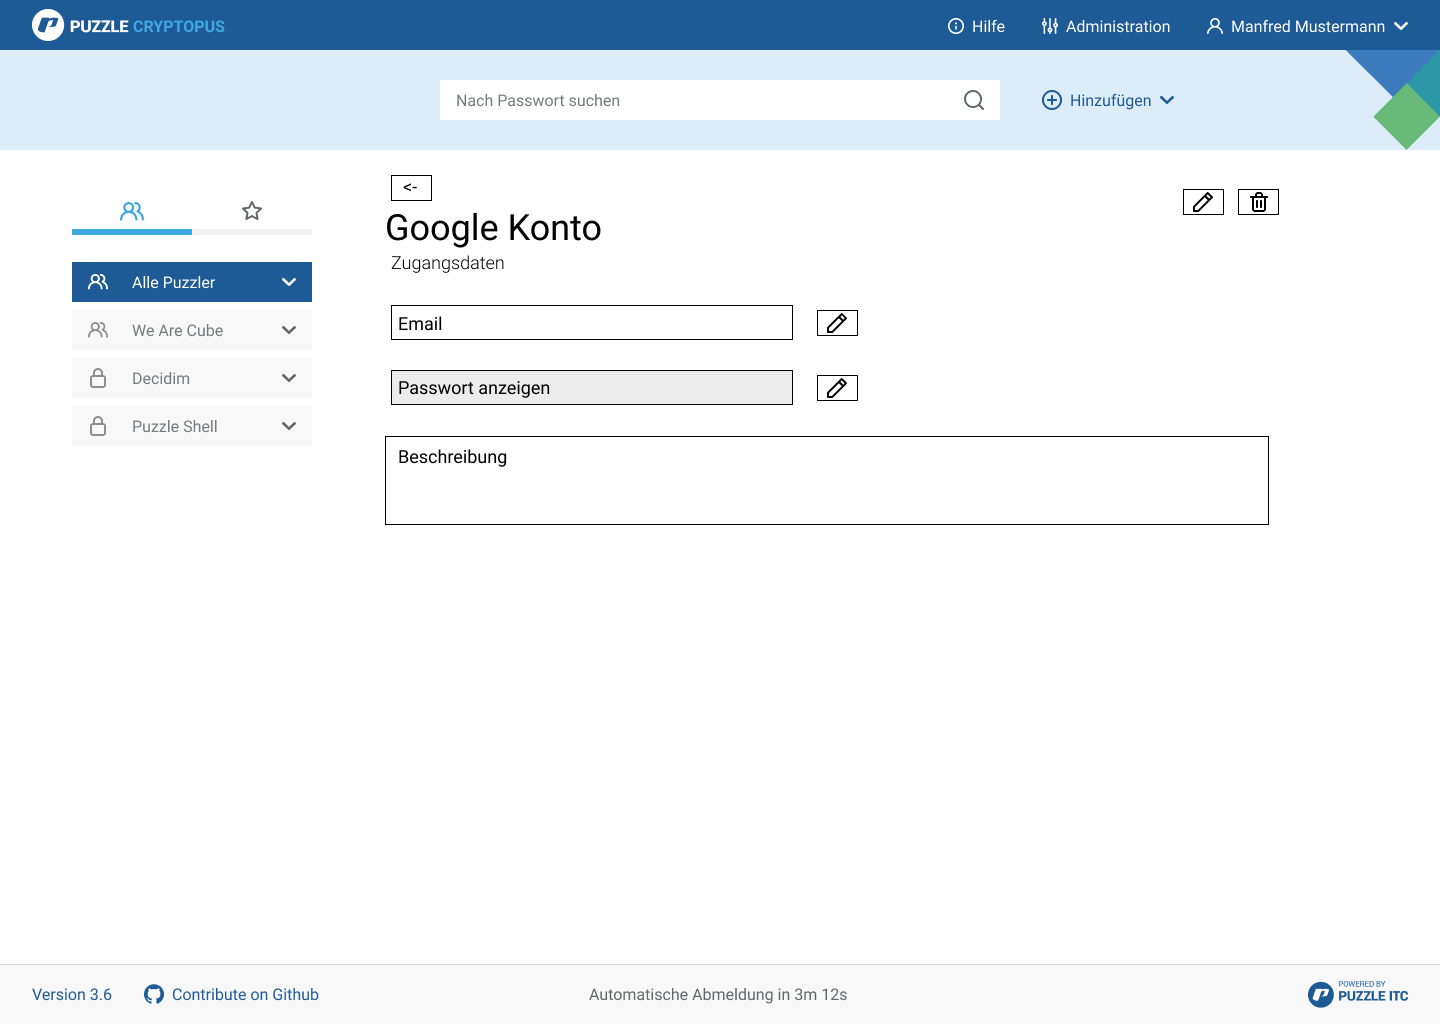 PUZZLE CRYPTOPUS
Hilfe
Administration
Manfred Mustermann
Nach Passwort suchen
Hinzufügen
<-
Google Konto
Zugangsdaten
Alle Puzzler
We Are Cube
Decidim
Puzzle Shell
Email
Passwort anzeigen
Beschreibung
Version 3.6
Contribute on Github
Automatische Abmeldung in 3m 12s
POWERED BY
PUZZLE ITC